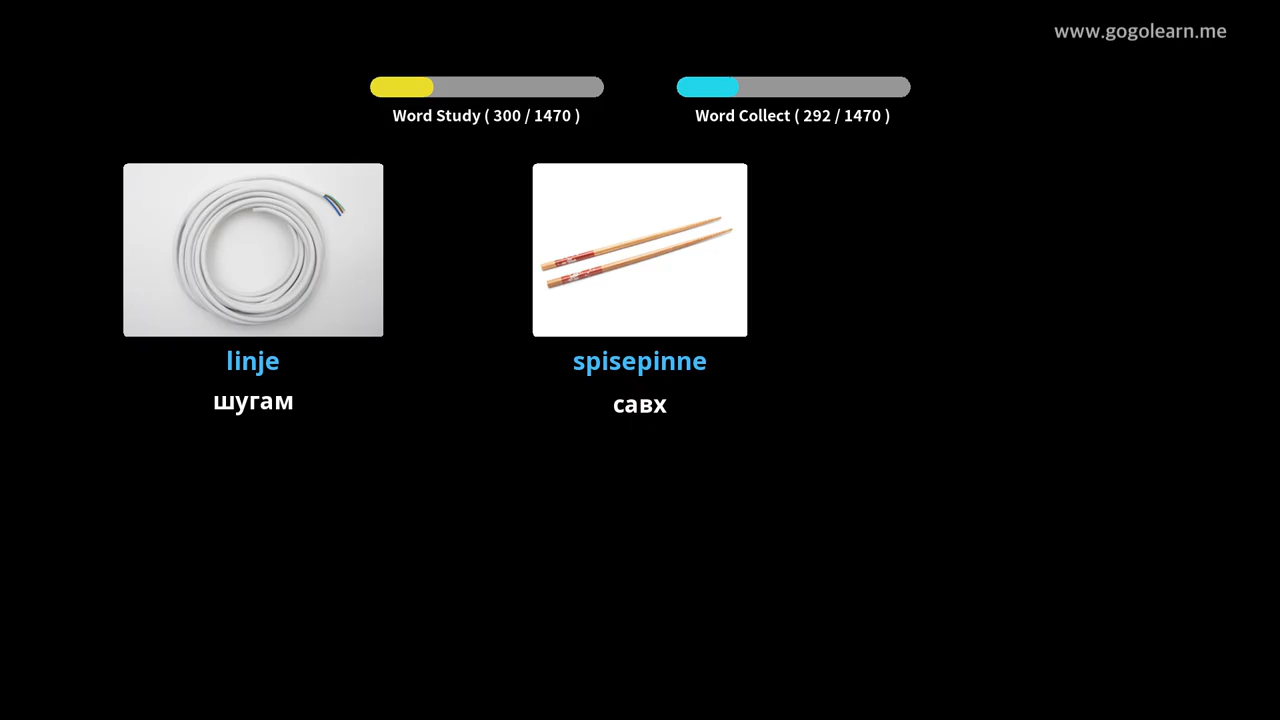 www.gogolearn.me
Word Study ( 300 / 1470 )
Word Collect ( 292 / 1470 )
linje
шугам
spisepinne
савх